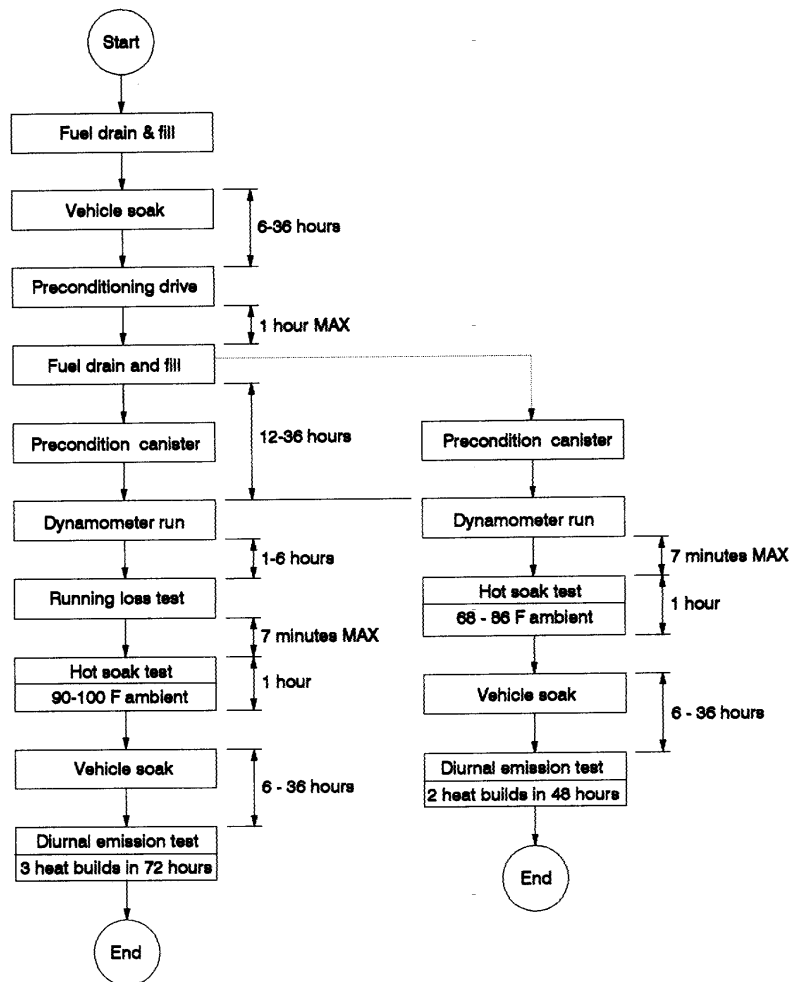 Start
Fuel drain & fill
Vehicle soak
6-36 hours
Preconditioning drive
1 hour MAX
Fuel drain and fill
12-36 hours
Precondition canister
Dynamometer run
1-6 hours
Running loss test
7 minutes MAX
Hot soak test
90-100 F ambient
1 hour
Vehicle soak
6 - 36 hours
Diurnal emission test
3 heat builds in 72 hours
End
Precondition canister
Dynamometer run
7 minutes MAX
Hot soak test
68 - 86 F ambient
1 hour
Vehicle soak
6 - 36 hours
Diurnal emission test
2 heat builds in 48 hours
End